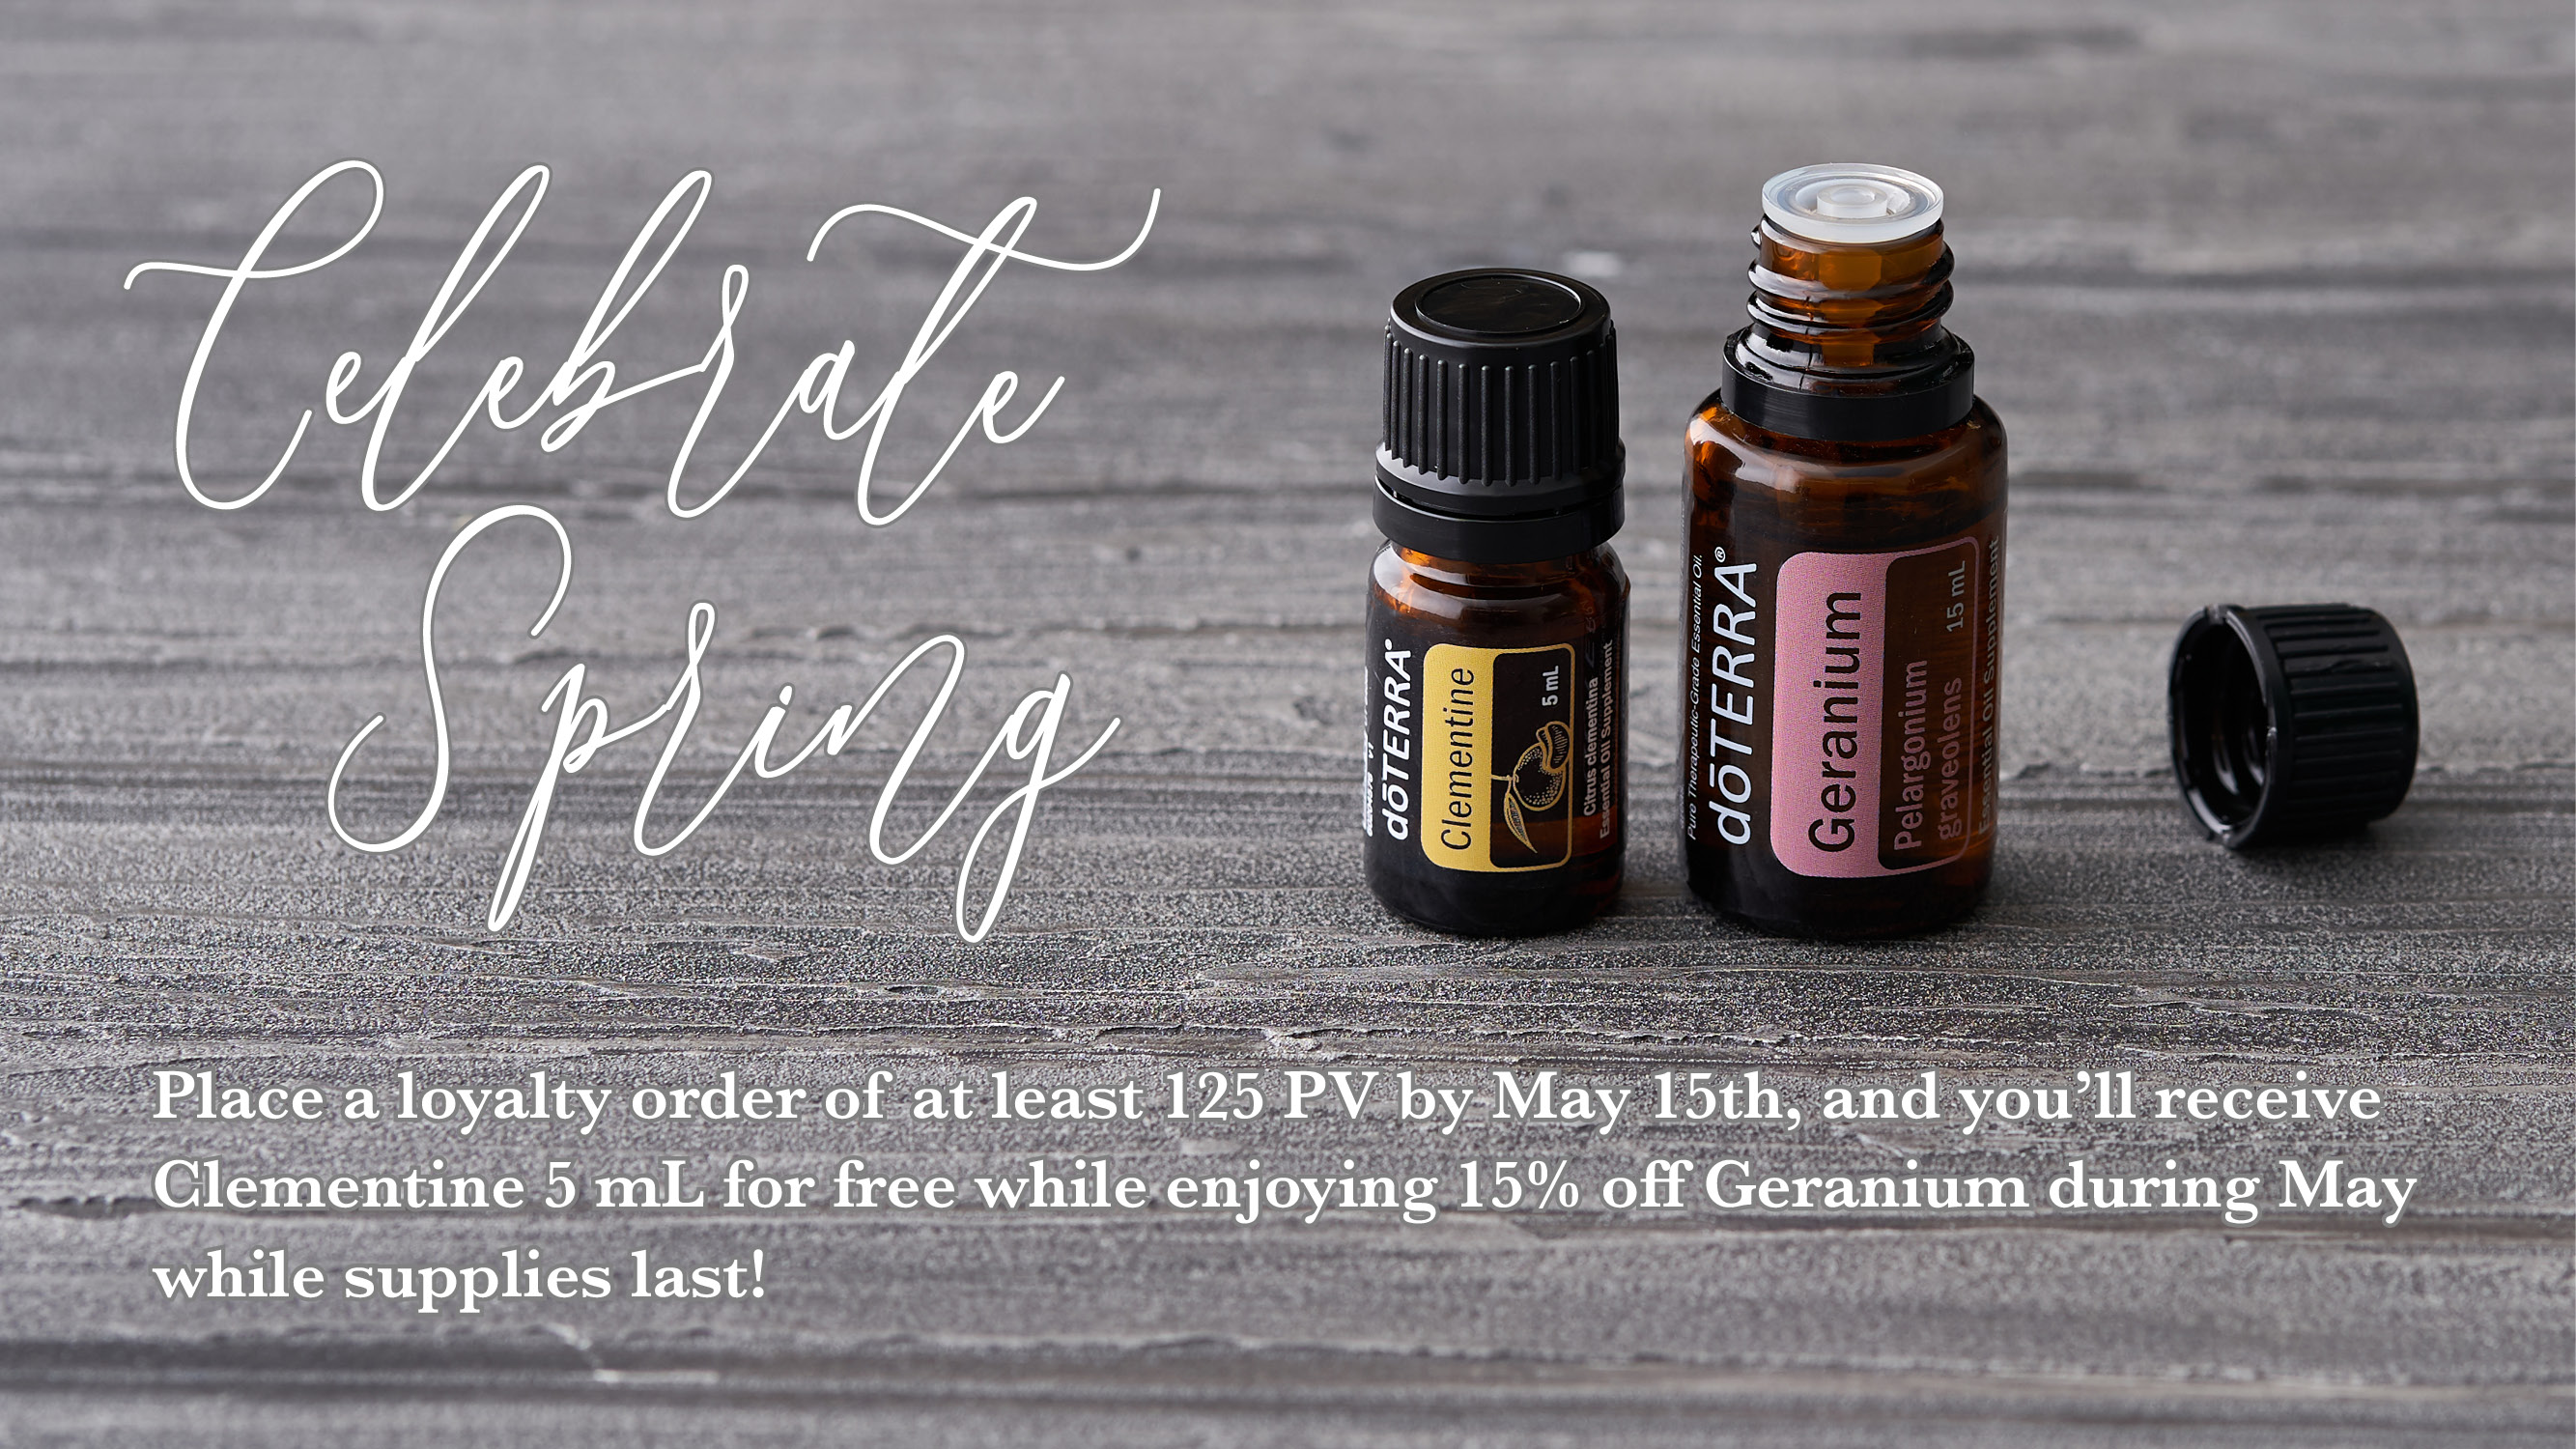 Celebrate
Spring
dōTERRA®
Clementine
5 mL
Citrus clementina
Essential Oil Supplement
Pure Therapeutic-Grade Essential Oil.
dōTERRA®
Geranium
Pelargonium
graveolens
15 mL
Essential Oil Supplement
Place a loyalty order of at least 125 PV by May 15th, and you’ll receive
Clementine 5 mL for free while enjoying 15% off Geranium during May
while supplies last!